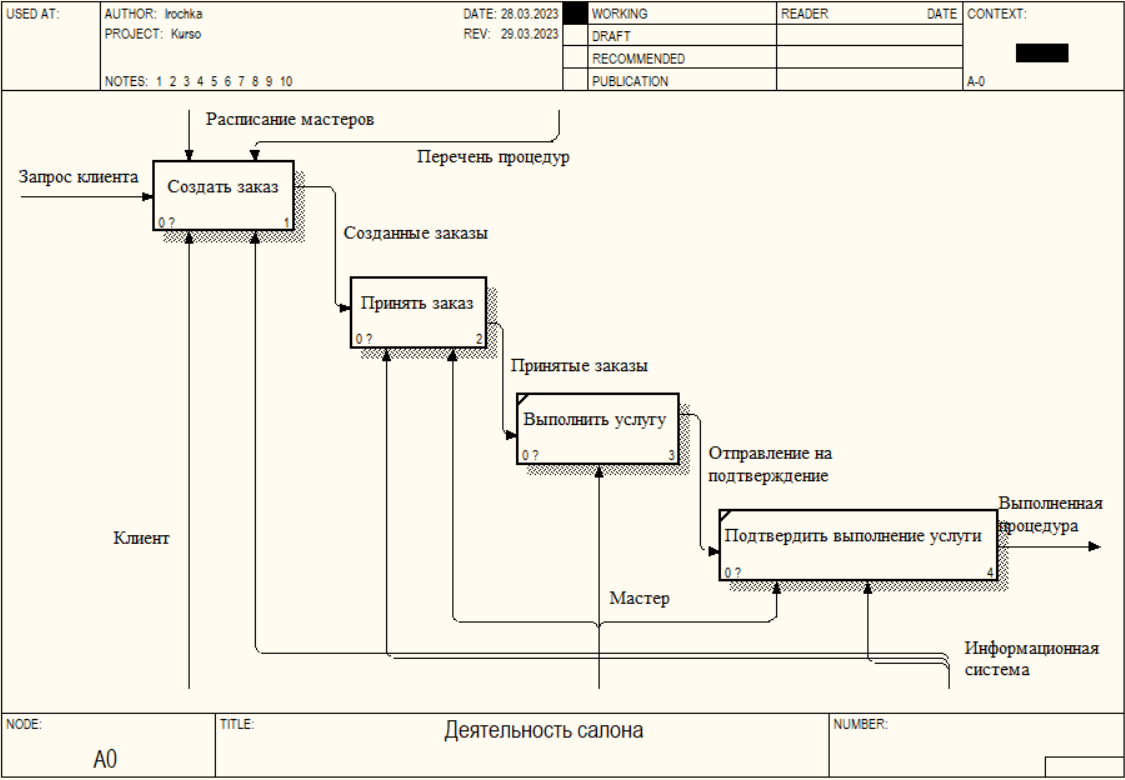 USED AT:
AUTHOR: Irochka
DATE: 28.03.2023
PROJECT: Kurso
REV: 29.03.2023
NOTES: 1 2 3 4 5 6 7 8 9 10
WORKING
DRAFT
RECOMMENDED
PUBLICATION
READER
DATE
CONTEXT:
A-0
Расписание мастеров
Перечень процедур
Запрос клиента
Создать заказ
0 ?
1
Созданные заказы
Принять заказ
0 ?
2
Принятые заказы
Выполнить услугу
0 ?
3
Отправление на
подтверждение
Выполненная
процедура
Подтвердить выполнение услуги
0 ?
4
Клиент
Мастер
Информационная
система
NODE:
A0
TITLE:
Деятельность салона
NUMBER: